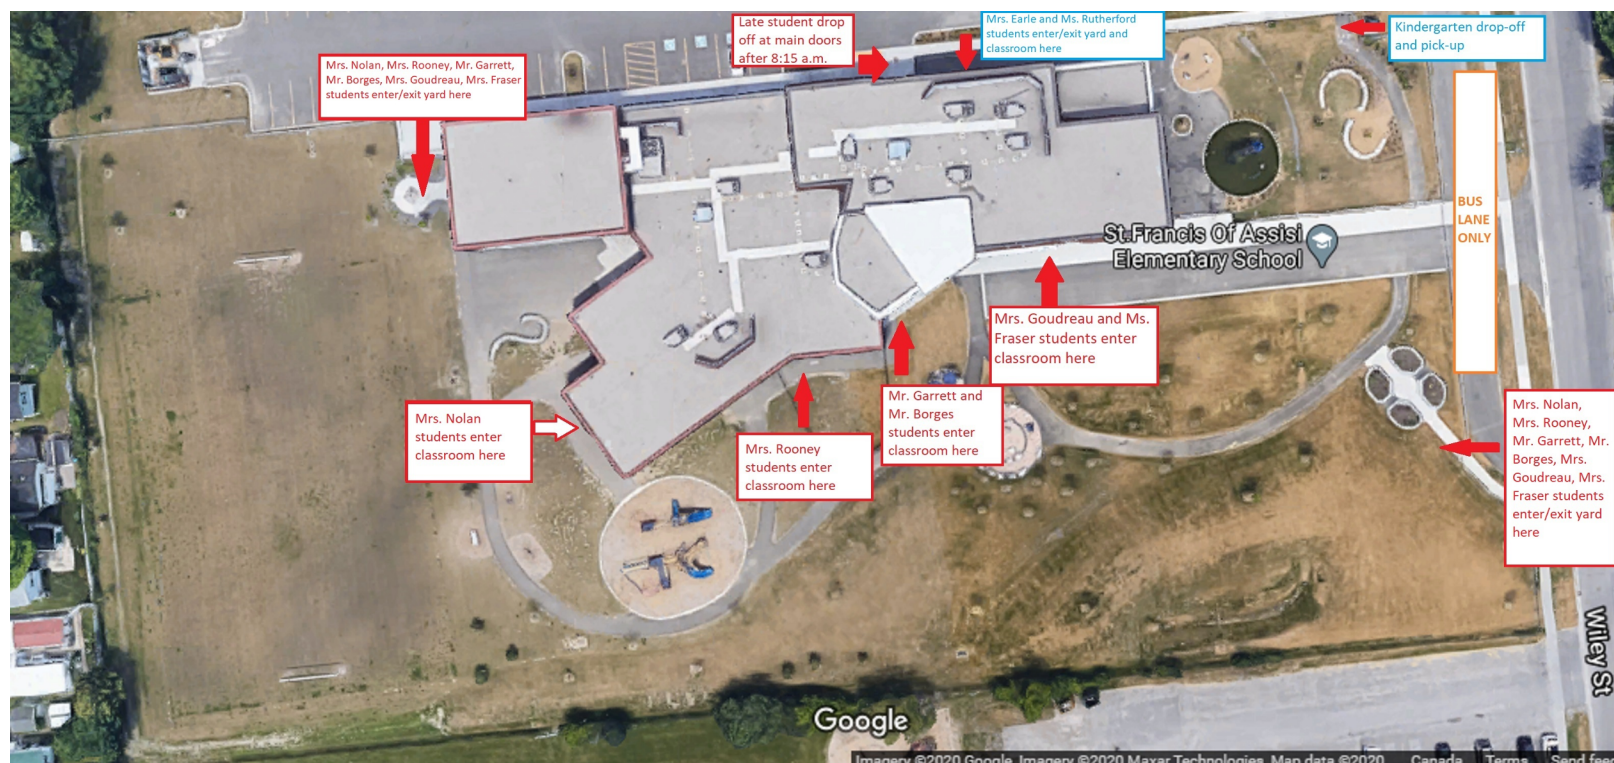 Late student drop
off at main doors
after 8:15 a.m.
Mrs. Earle and Ms. Rutherford
students enter/exit yard and
classroom here
Kindergarten drop-off
and pick-up
Mrs. Nolan, Mrs. Rooney, Mr. Garrett,
Mr. Borges, Mrs. Goudreau, Mrs. Fraser
students enter/exit yard here
BUS
LANE
ONLY
St.Francis Of Assisi
Elementary School
Mrs. Goudreau and Ms.
Fraser students enter
classroom here
Mr. Garrett and
Mr. Borges
students enter
classroom here
Mrs. Nolan
students enter
classroom here
Mrs. Rooney
students enter
classroom here
Mrs. Nolan,
Mrs. Rooney,
Mr. Garrett, Mr.
Borges, Mrs.
Goudreau, Mrs.
Fraser students
enter/exit yard
here
Wiley St
Google
Imagery ©2020 Google, Imagery ©2020 Maxar Technologies, Map data ©2020 Canada Terms Send feed